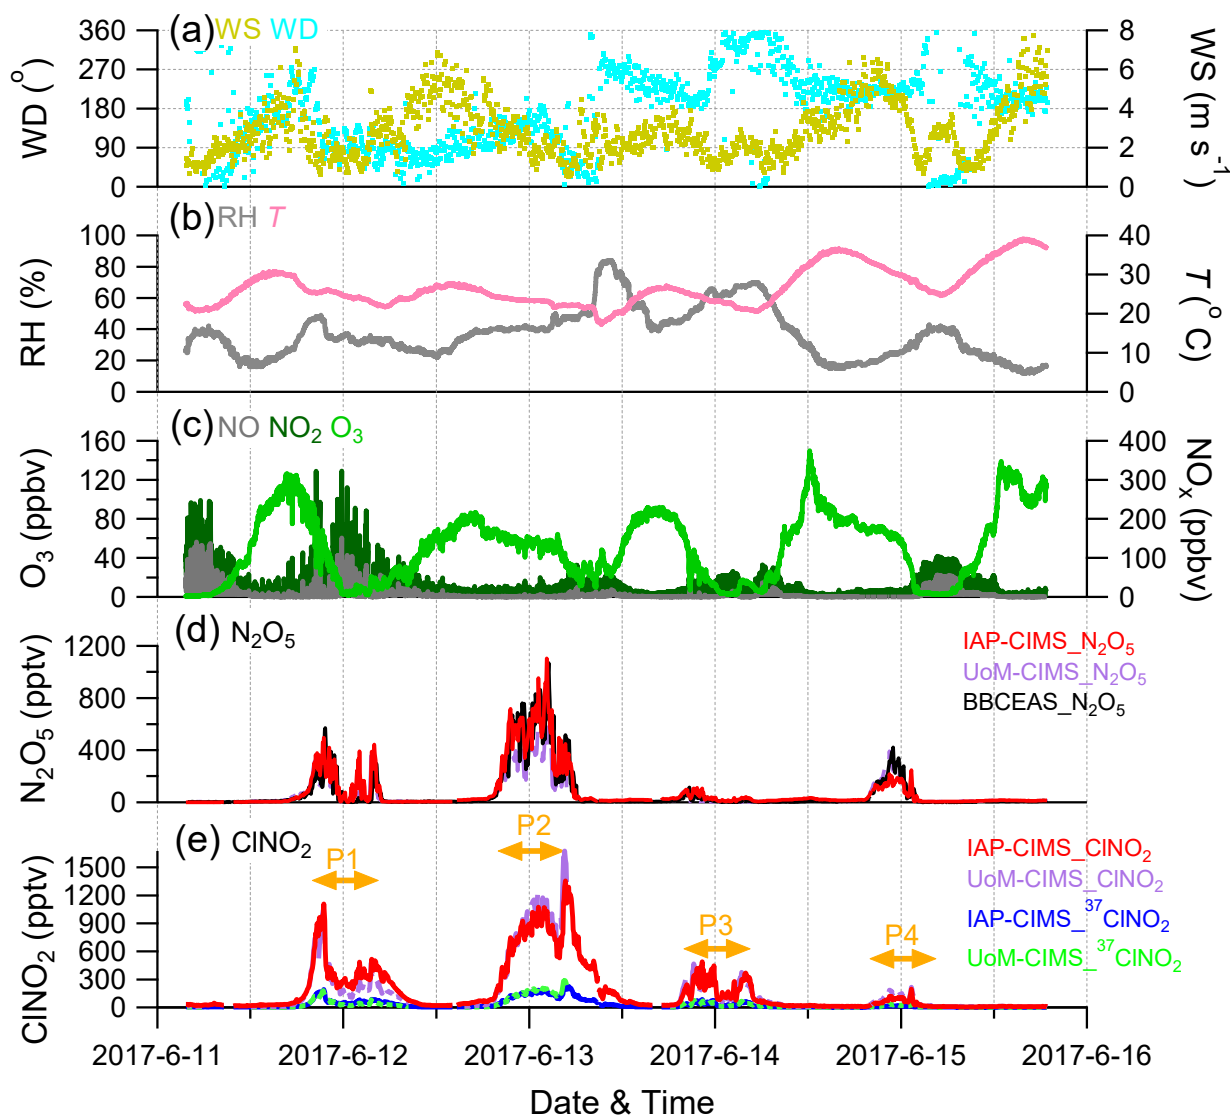 (a) WS WD
360
270
180
90
0
WD (°)
8
6
4
2
0
WS (m s⁻¹)
(b) RH T
100
80
60
40
20
0
RH (%)
40
30
20
10
0
T (°C)
(c) NO NO₂ O₃
160
120
80
40
0
O₃ (ppbv)
400
300
200
100
0
NOₓ (ppbv)
(d) N₂O₅
1200
800
400
0
N₂O₅ (pptv)
IAP-CIMS_N₂O₅
UoM-CIMS_N₂O₅
BBCEAS_N₂O₅
(e) ClNO₂
1500
1200
900
600
300
0
ClNO₂ (pptv)
P1
P2
P3
P4
IAP-CIMS_ClNO₂
UoM-CIMS_ClNO₂
IAP-CIMS_³⁷ClNO₂
UoM-CIMS_³⁷ClNO₂
2017-6-11 2017-6-12 2017-6-13 2017-6-14 2017-6-15 2017-6-16
Date & Time